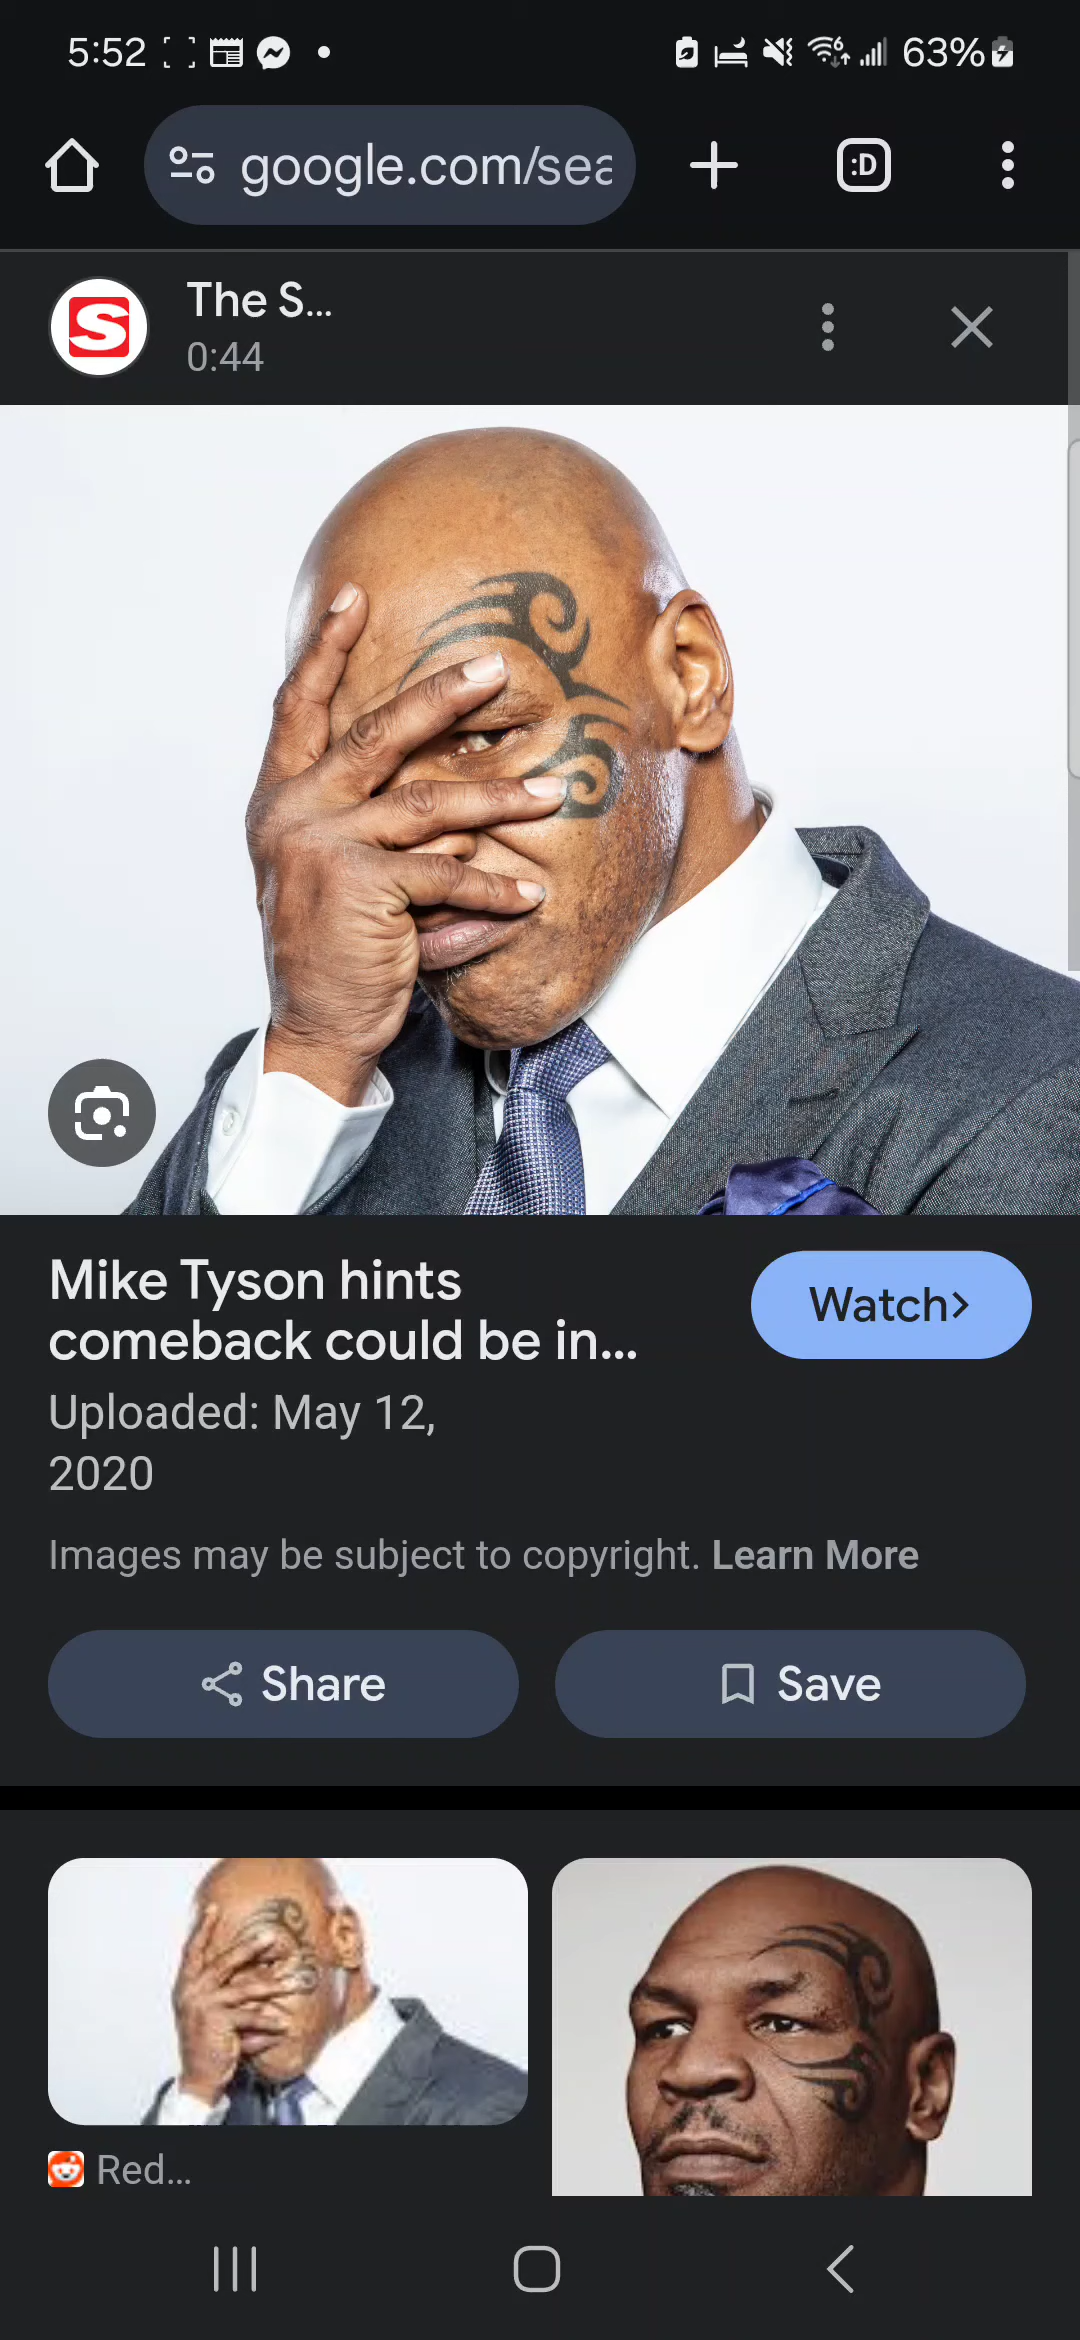 5:52
63%
google.com/sea
:D
S
The S...
0:44
Mike Tyson hints
comeback could be in...
Watch>
Uploaded: May 12,
2020
Images may be subject to copyright. Learn More
Share
Save
Red...